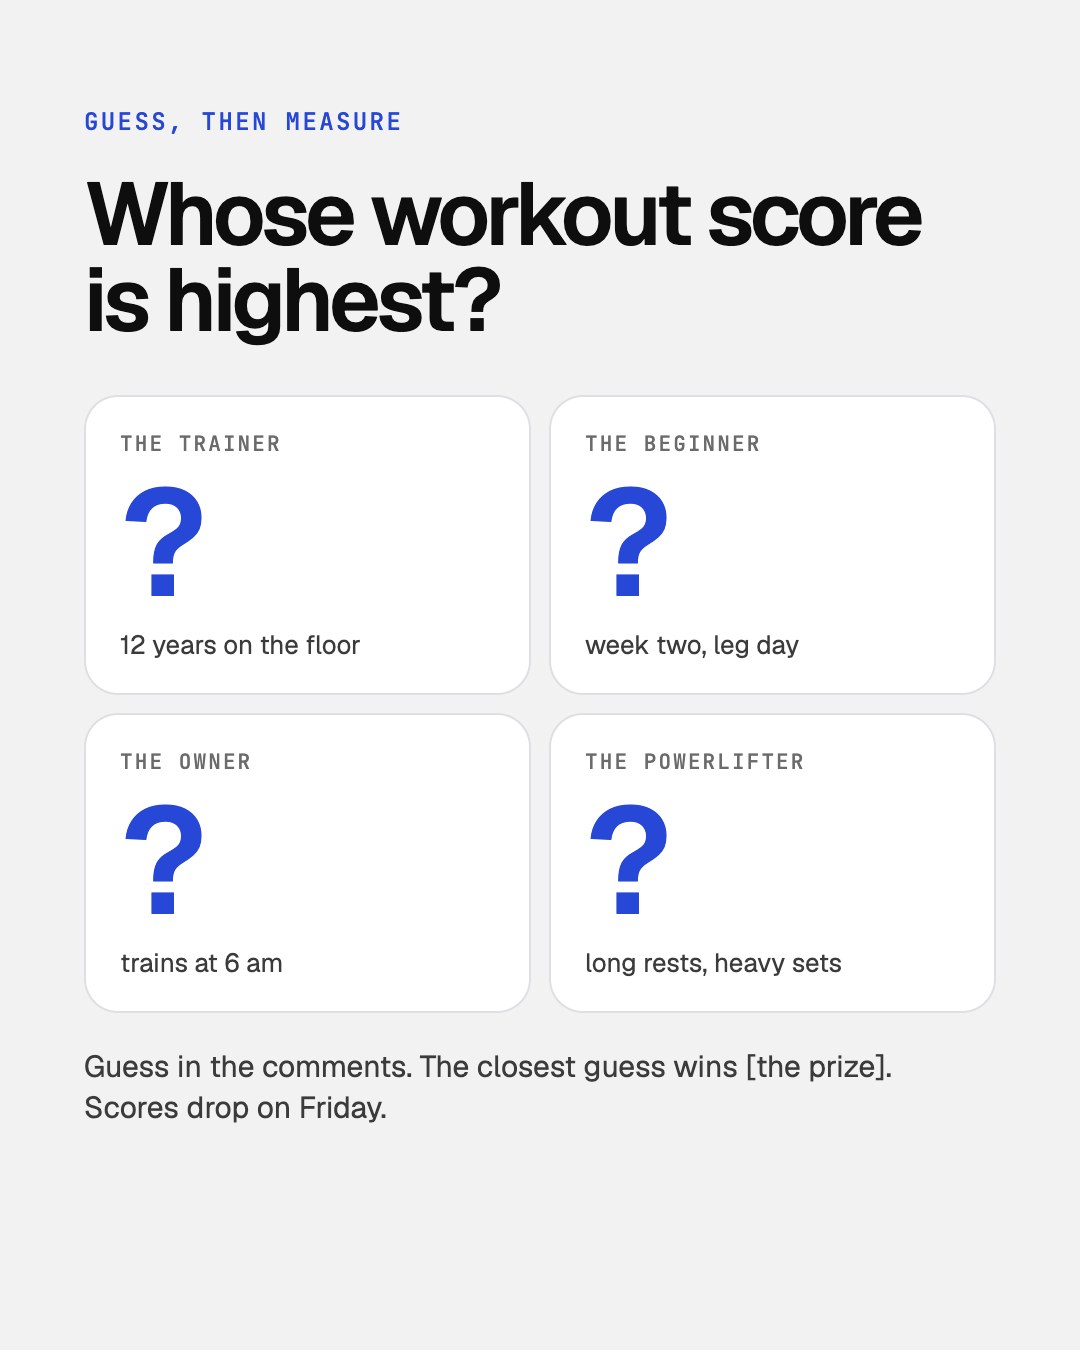 GUESS, THEN MEASURE
Whose workout score
is highest?
THE TRAINER
?
12 years on the floor
THE BEGINNER
?
week two, leg day
THE OWNER
?
trains at 6 am
THE POWERLIFTER
?
long rests, heavy sets
Guess in the comments. The closest guess wins [the prize].
Scores drop on Friday.